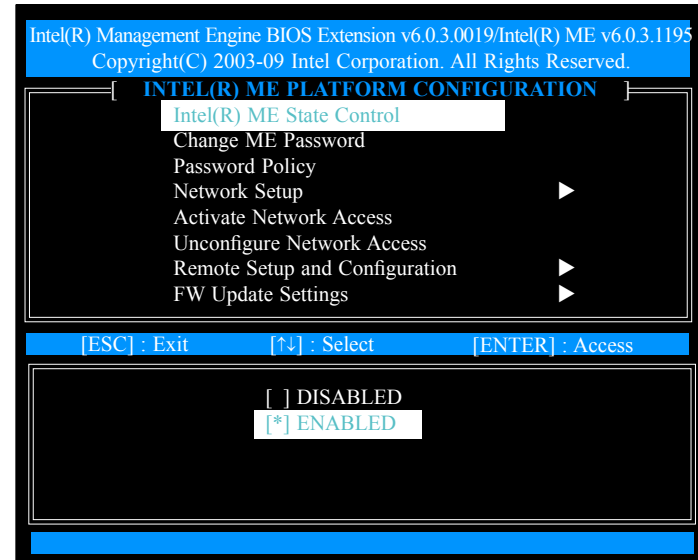 Intel(R) Management Engine BIOS Extension v6.0.3.0019/Intel(R) ME v6.0.3.1195
Copyright(C) 2003-09 Intel Corporation. All Rights Reserved.
[ INTEL(R) ME PLATFORM CONFIGURATION ]
Intel(R) ME State Control
Change ME Password
Password Policy
Network Setup ▶
Activate Network Access
Unconfigure Network Access
Remote Setup and Configuration ▶
FW Update Settings ▶
[ESC] : Exit [↑↓] : Select [ENTER] : Access
[ ] DISABLED
[*] ENABLED